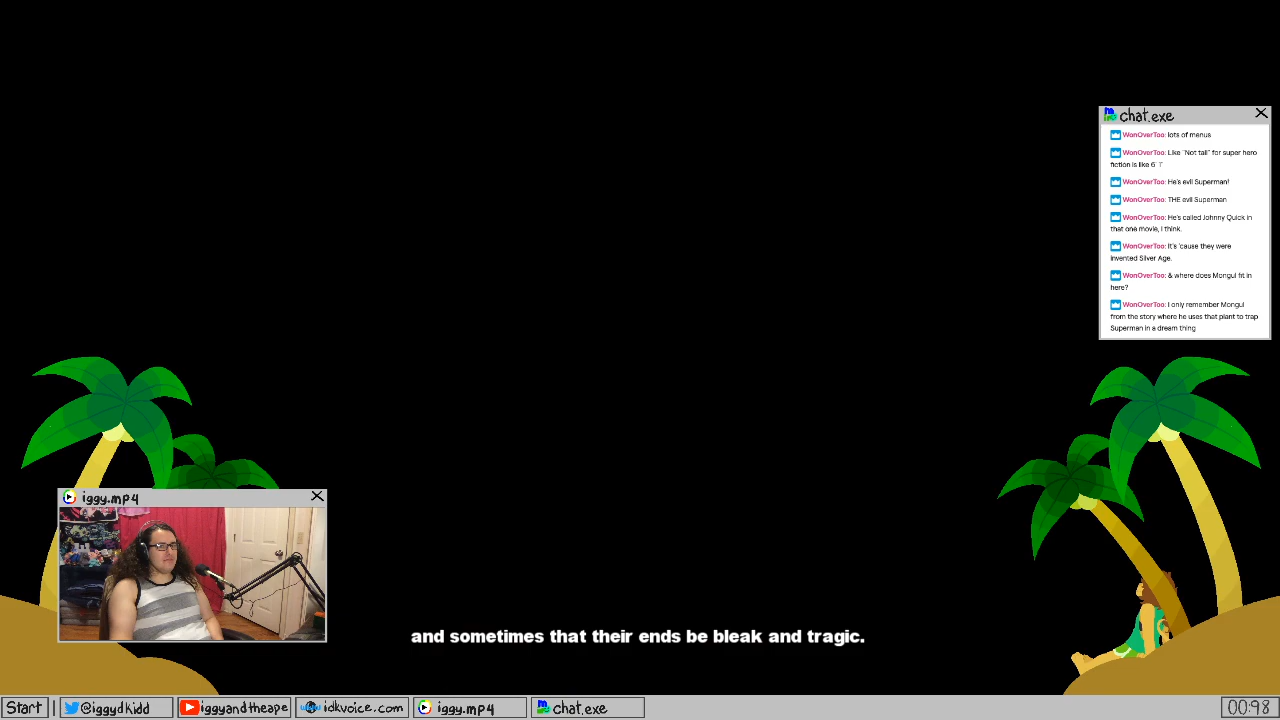 chat.exe
WonOverToo: lots of menus
WonOverToo: Like "Not tall" for super hero
fiction is like 6' 1"
WonOverToo: He's evil Superman!
WonOverToo: THE evil Superman
WonOverToo: He's called Johnny Quick in
that one movie, I think.
WonOverToo: It's 'cause they were
invented Silver Age.
WonOverToo: & where does Mongul fit in
here?
WonOverToo: I only remember Mongul
from the story where he uses that plant to trap
Superman in a dream thing
iggy.mp4
and sometimes that their ends be bleak and tragic.
Start | @iggydkidd iggyandtheape www idkvoice.com iggy.mp4 chat.exe 00:98